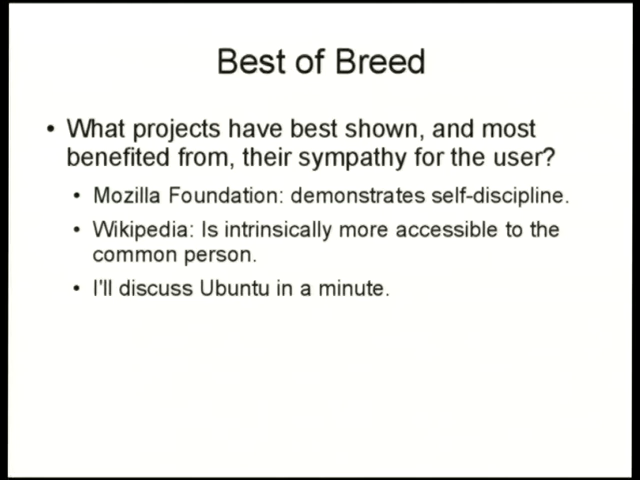 Best of Breed
• What projects have best shown, and most
benefited from, their sympathy for the user?
• Mozilla Foundation: demonstrates self-discipline.
• Wikipedia: Is intrinsically more accessible to the
common person.
• I'll discuss Ubuntu in a minute.